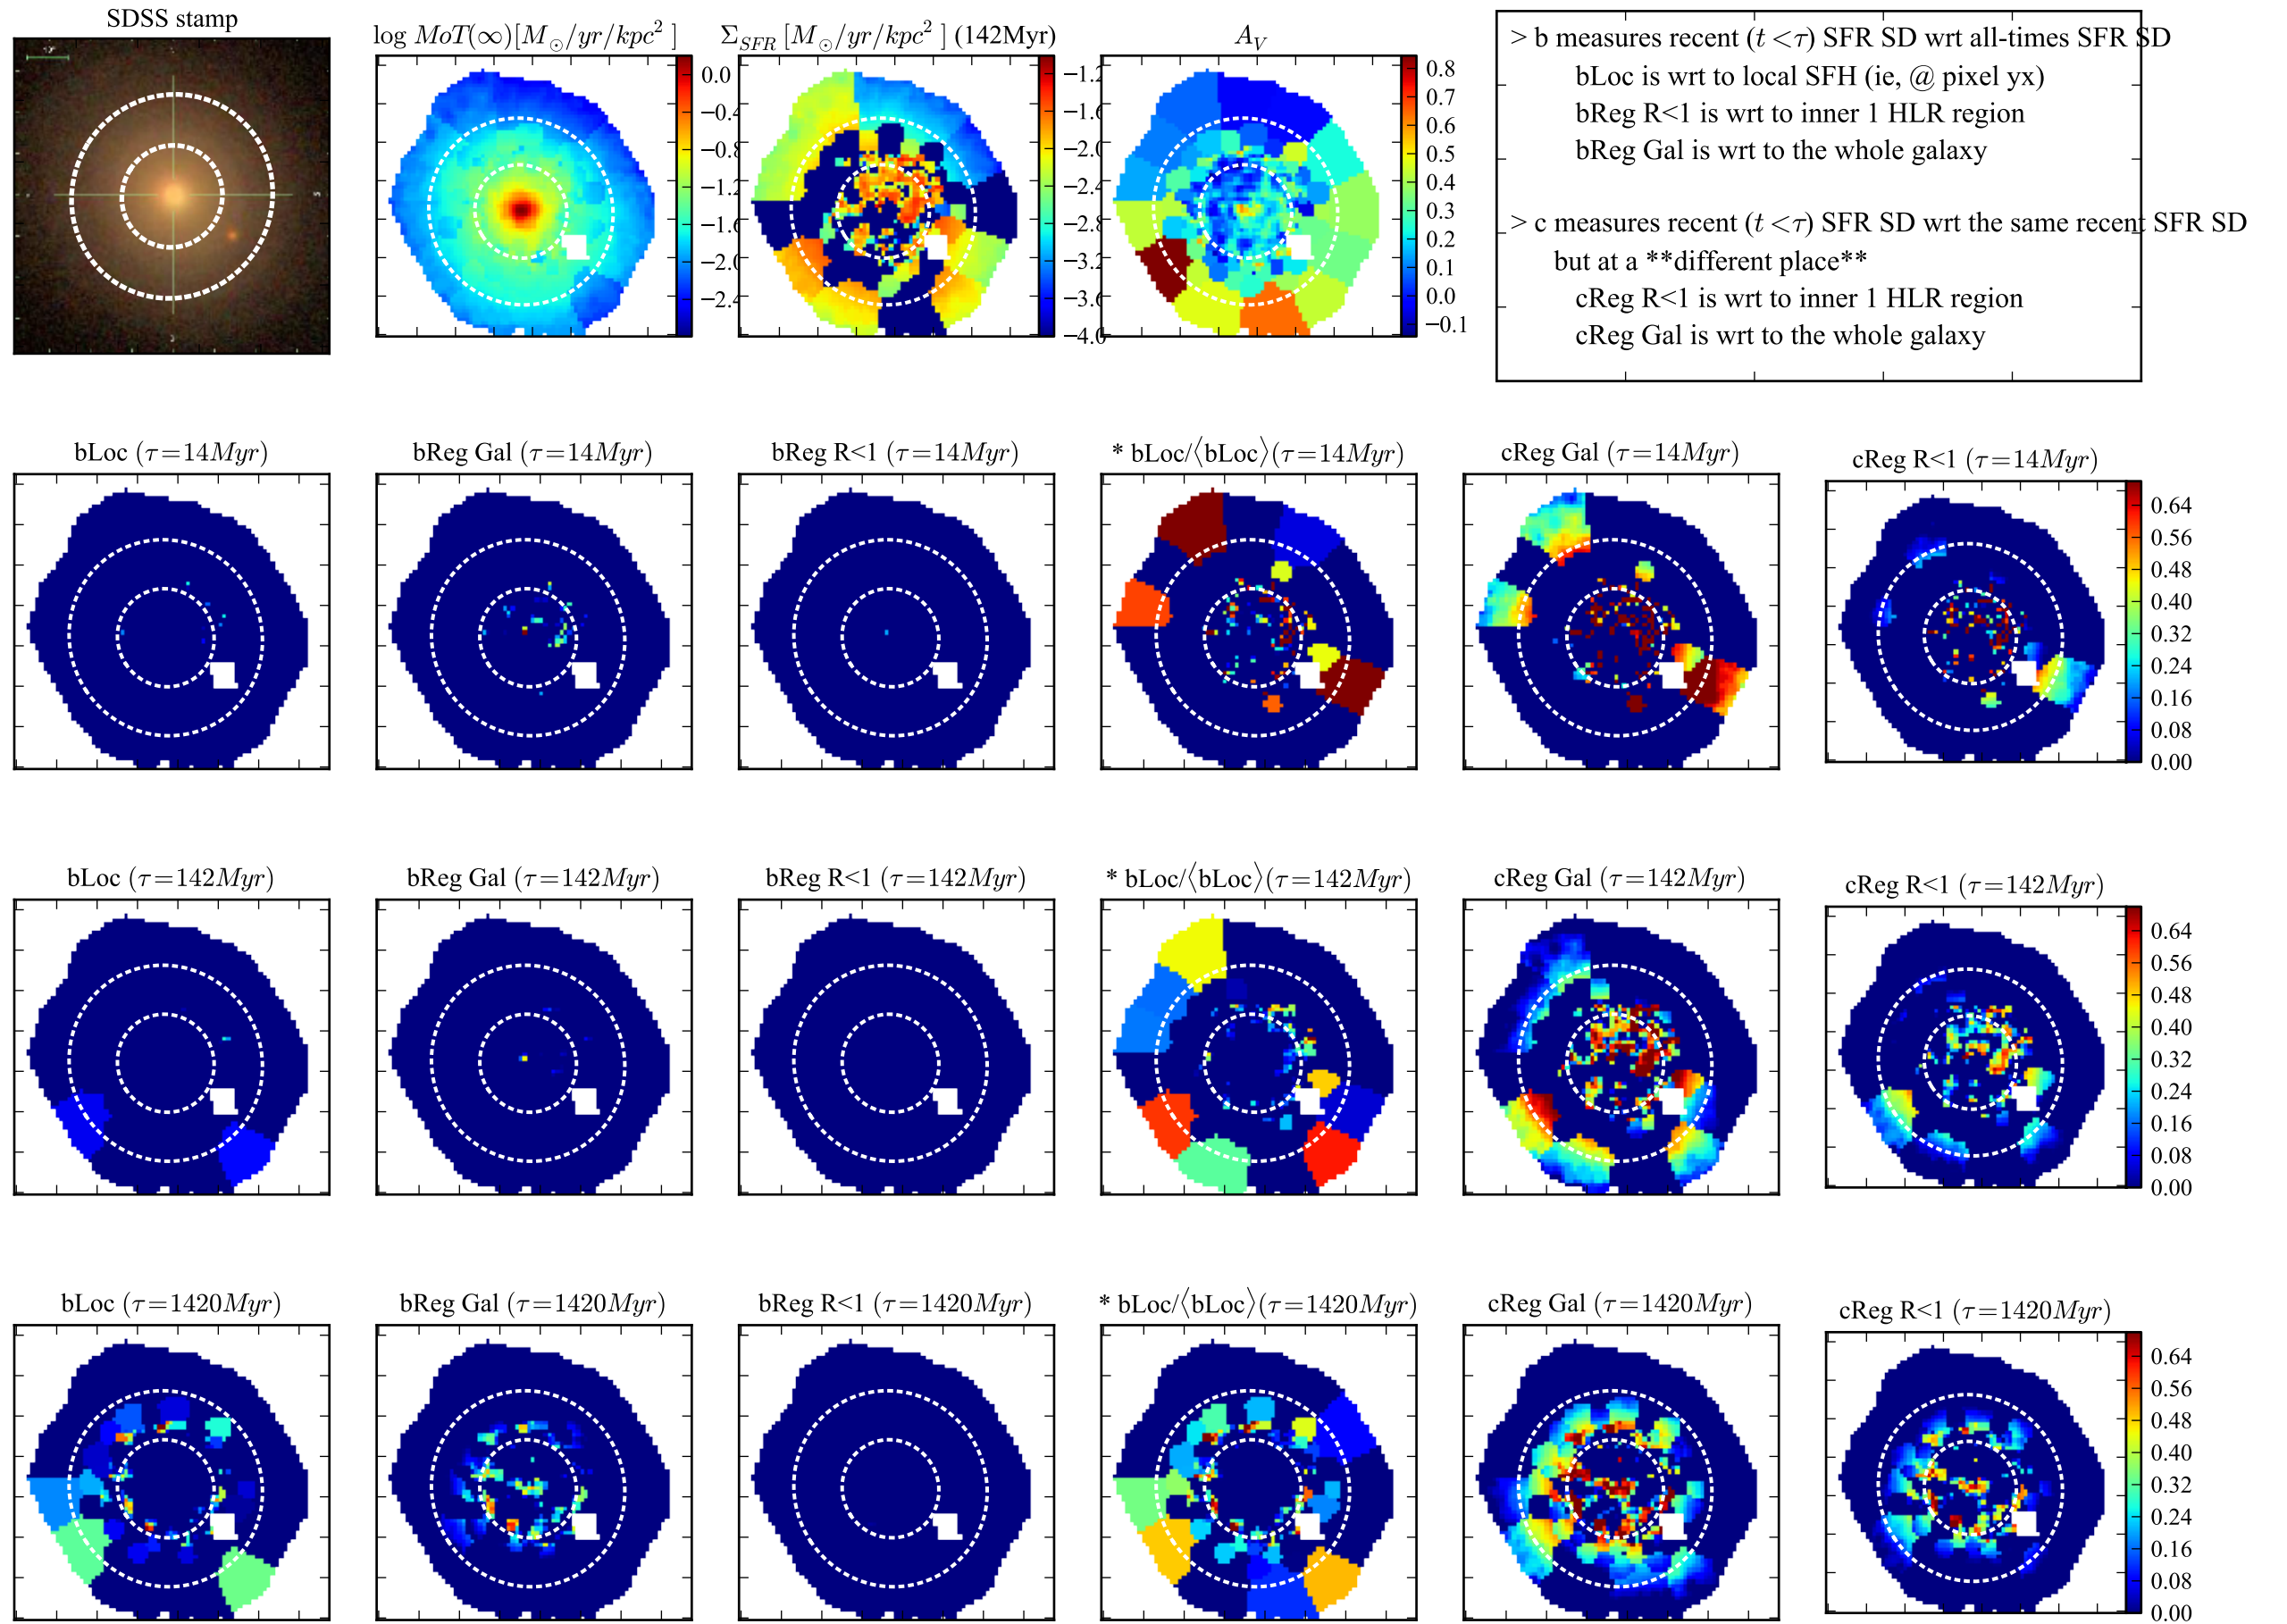 SDSS stamp
log MoT(∞)[M⊙/yr/kpc² ]
Σ_SFR [M⊙/yr/kpc² ] (142Myr)
A_V
0.0
−0.4
−0.8
−1.2
−1.6
−2.0
−2.4
−1.2
−1.6
−2.0
−2.4
−2.8
−3.2
−3.6
−4.0
0.8
0.7
0.6
0.5
0.4
0.3
0.2
0.1
0.0
−0.1
> b measures recent (t <τ) SFR SD wrt all-times SFR SD
bLoc is wrt to local SFH (ie, @ pixel yx)
bReg R<1 is wrt to inner 1 HLR region
bReg Gal is wrt to the whole galaxy
> c measures recent (t <τ) SFR SD wrt the same recent SFR SD
but at a **different place**
cReg R<1 is wrt to inner 1 HLR region
cReg Gal is wrt to the whole galaxy
bLoc (τ=14Myr)
bReg Gal (τ=14Myr)
bReg R<1 (τ=14Myr)
* bLoc/⟨bLoc⟩(τ=14Myr)
cReg Gal (τ=14Myr)
cReg R<1 (τ=14Myr)
0.64
0.56
0.48
0.40
0.32
0.24
0.16
0.08
0.00
bLoc (τ=142Myr)
bReg Gal (τ=142Myr)
bReg R<1 (τ=142Myr)
* bLoc/⟨bLoc⟩(τ=142Myr)
cReg Gal (τ=142Myr)
cReg R<1 (τ=142Myr)
0.64
0.56
0.48
0.40
0.32
0.24
0.16
0.08
0.00
bLoc (τ=1420Myr)
bReg Gal (τ=1420Myr)
bReg R<1 (τ=1420Myr)
* bLoc/⟨bLoc⟩(τ=1420Myr)
cReg Gal (τ=1420Myr)
cReg R<1 (τ=1420Myr)
0.64
0.56
0.48
0.40
0.32
0.24
0.16
0.08
0.00